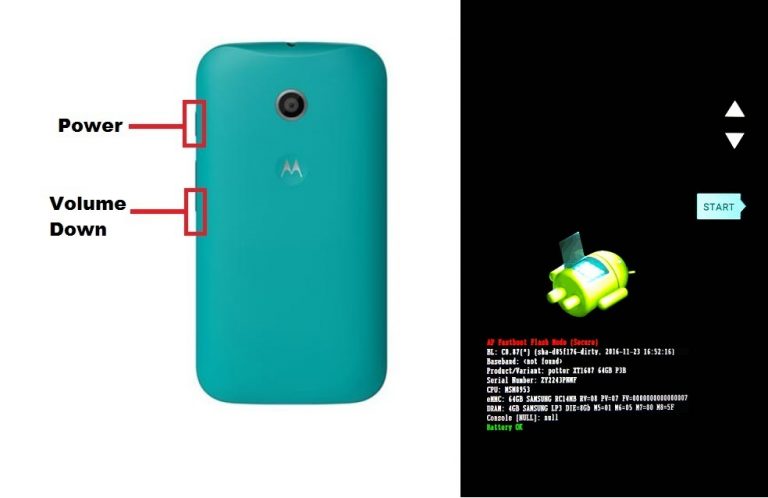 Power
Volume
Down
START
AP Fastboot Flash Mode (Secure)
BL: C0.87(*) (sha-d85f176-dirty, 2016-11-23 16:52:16)
Baseband: <not found>
Product/Variant: potter XT1687 64GB P3B
Serial Number: ZY2243PNWF
CPU: MSM8953
eMMC: 64GB SAMSUNG RC14MB RV=08 PV=07 FV=0000000000000007
DRAM: 4GB SAMSUNG LP3 DIE=8Gb M5=01 M6=05 M7=00 M8=5F
Console [NULL]: null
Battery OK